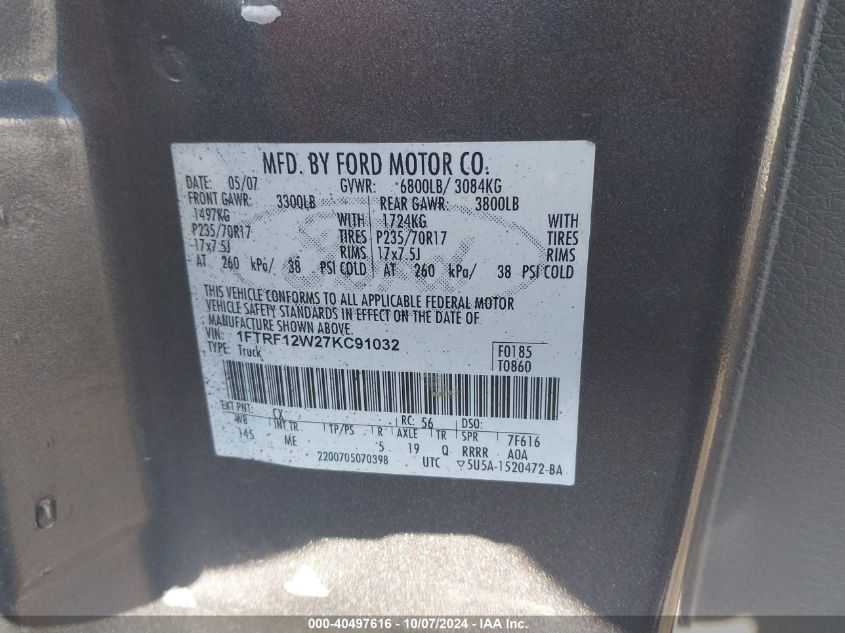 MFD. BY FORD MOTOR CO.
DATE: 05/07 GVWR: 6800LB/ 3084KG
FRONT GAWR: 3300LB REAR GAWR: 3800LB
1497KG WITH 1724KG WITH
P235/70R17 TIRES P235/70R17 TIRES
17x7.5J RIMS 17x7.5J RIMS
AT 260 kPa/ 38 PSI COLD AT 260 kPa/ 38 PSI COLD
THIS VEHICLE CONFORMS TO ALL APPLICABLE FEDERAL MOTOR
VEHICLE SAFETY STANDARDS IN EFFECT ON THE DATE OF
MANUFACTURE SHOWN ABOVE.
VIN: 1FTRF12W27KC91032
TYPE: Truck
F0185
T0860
EXT PNT: CX RC: 56 DSO:
WB INT TR TP/PS R AXLE TR SPR 7F616
145 ME 5 19 Q RRRR AOA
2200705070398 UTC ▽5U5A-1520472-BA
000-40497616 - 10/07/2024 - IAA Inc.